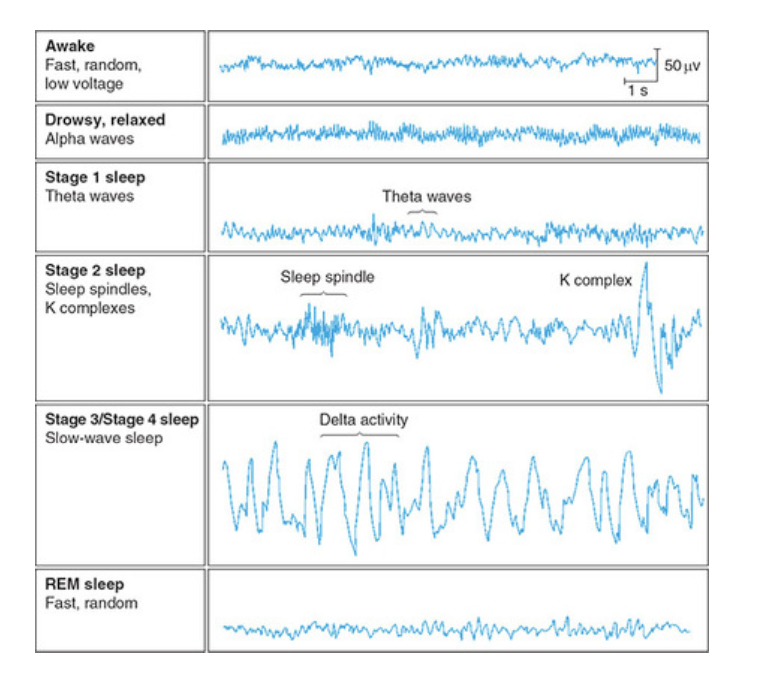 Awake
Fast, random,
low voltage
50 μv
1 s
Drowsy, relaxed
Alpha waves
Stage 1 sleep
Theta waves
Theta waves
Stage 2 sleep
Sleep spindles,
K complexes
Sleep spindle
K complex
Stage 3/Stage 4 sleep
Slow-wave sleep
Delta activity
REM sleep
Fast, random